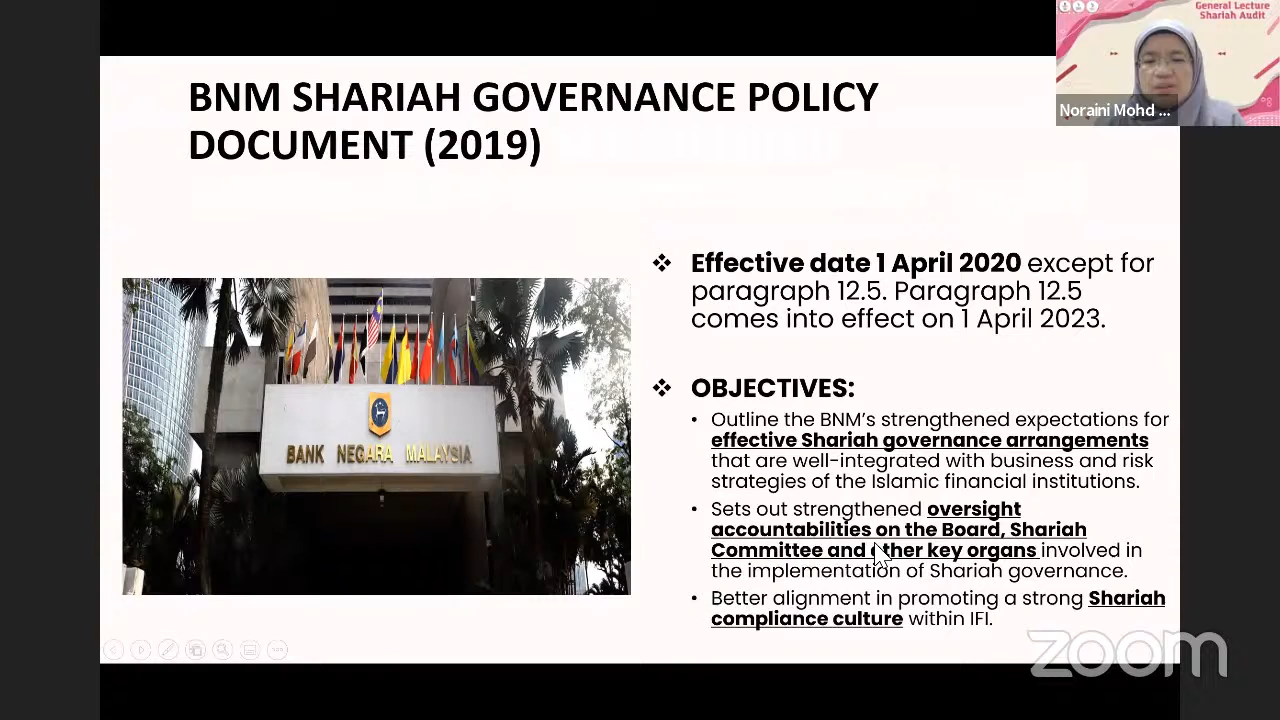 General Lecture
Shariah Audit
Noraini Mohd ...
BNM SHARIAH GOVERNANCE POLICY
DOCUMENT (2019)
BANK NEGARA MALAYSIA
Effective date 1 April 2020 except for
paragraph 12.5. Paragraph 12.5
comes into effect on 1 April 2023.
OBJECTIVES:
• Outline the BNM’s strengthened expectations for
effective Shariah governance arrangements
that are well-integrated with business and risk
strategies of the Islamic financial institutions.
• Sets out strengthened oversight
accountabilities on the Board, Shariah
Committee and other key organs involved in
the implementation of Shariah governance.
• Better alignment in promoting a strong Shariah
compliance culture within IFI.
zoom